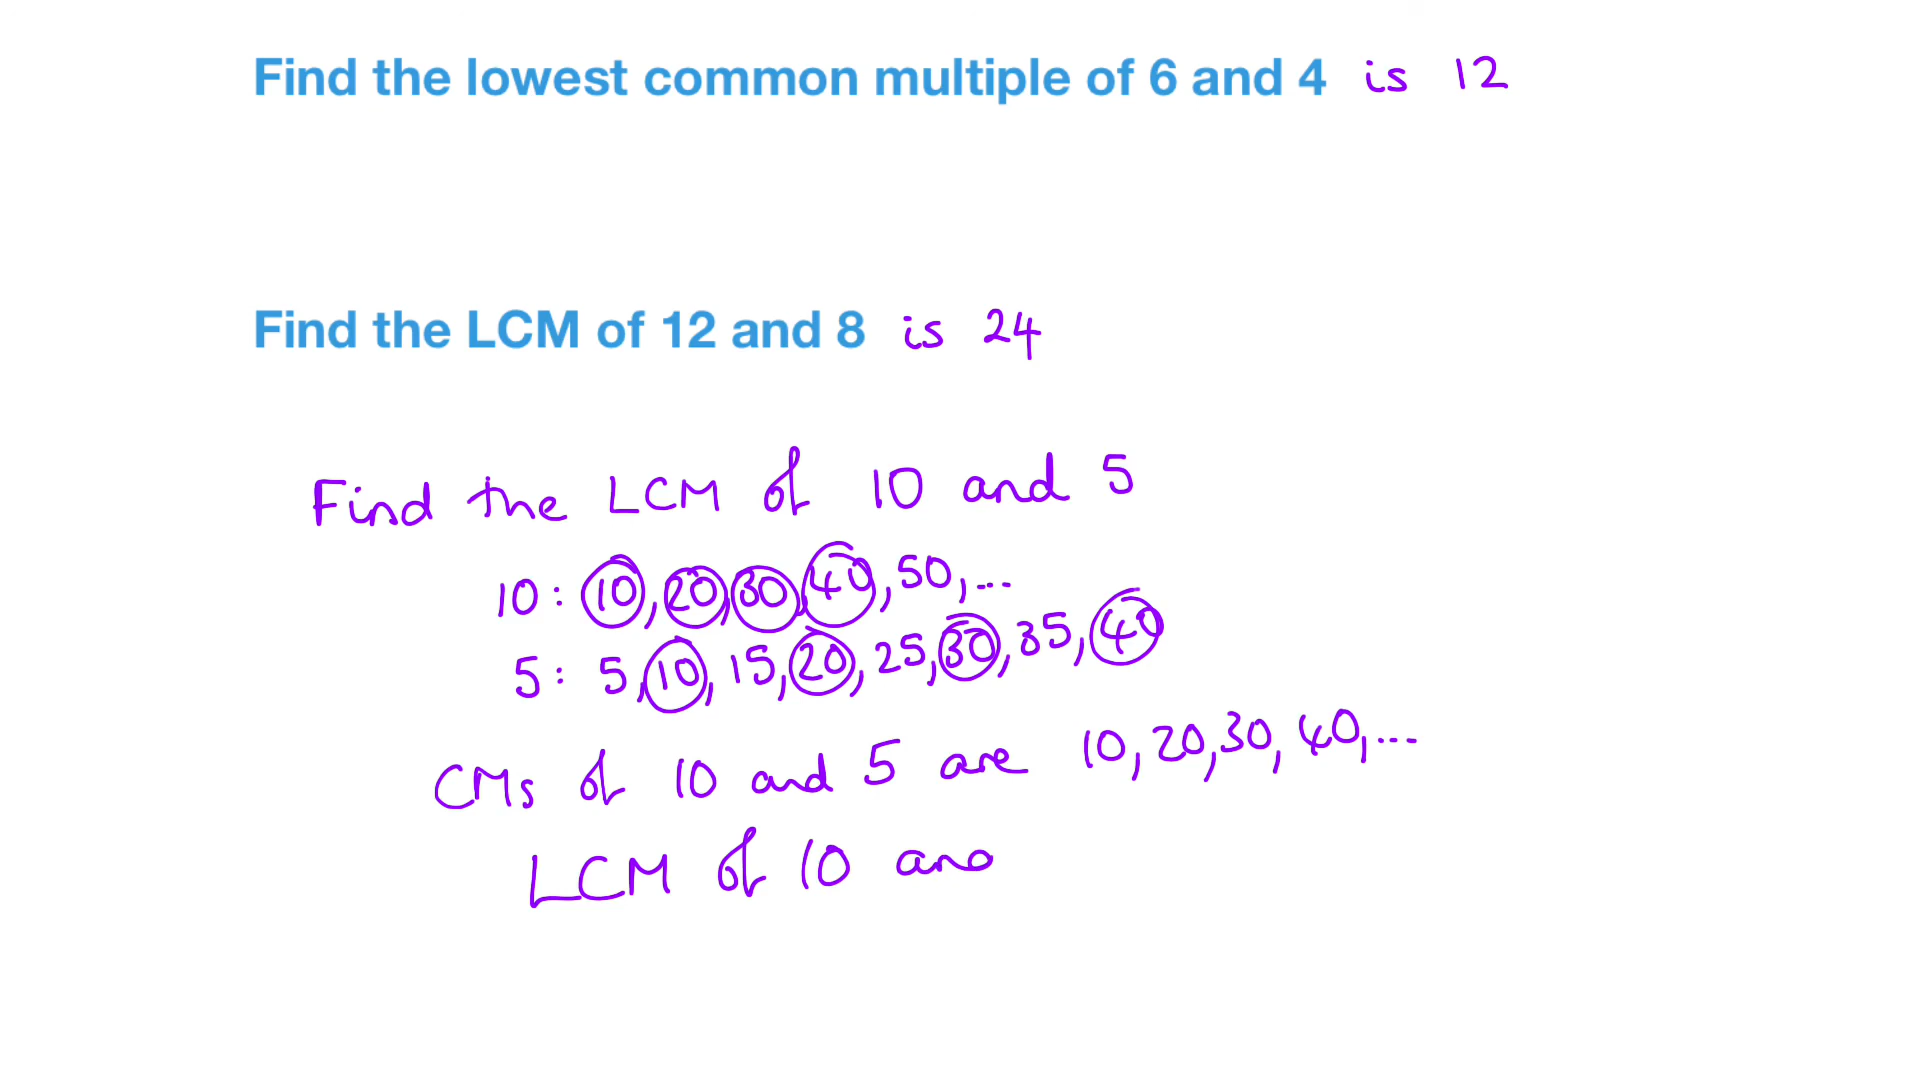 Find the lowest common multiple of 6 and 4 is 12
Find the LCM of 12 and 8 is 24
Find the LCM of 10 and 5
10: 10, 20, 30, 40, 50, ...
5: 5, 10, 15, 20, 25, 30, 35, 40
CMs of 10 and 5 are 10, 20, 30, 40, ...
LCM of 10 ano